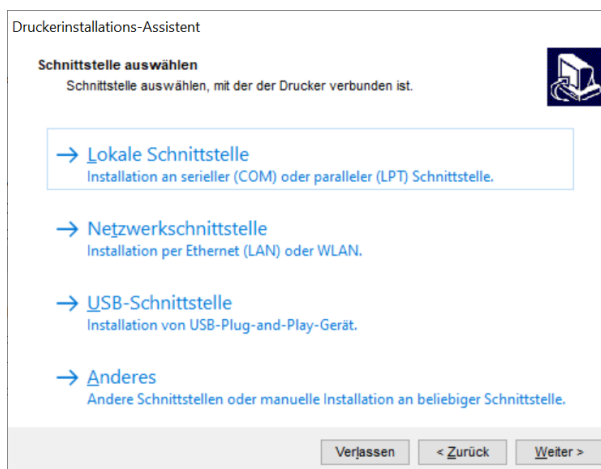 Druckerinstallations-Assistent
Schnittstelle auswählen
Schnittstelle auswählen, mit der der Drucker verbunden ist.
→ Lokale Schnittstelle
Installation an serieller (COM) oder paralleler (LPT) Schnittstelle.
→ Netzwerkschnittstelle
Installation per Ethernet (LAN) oder WLAN.
→ USB-Schnittstelle
Installation von USB-Plug-and-Play-Gerät.
→ Anderes
Andere Schnittstellen oder manuelle Installation an beliebiger Schnittstelle.
Verlassen < Zurück Weiter >